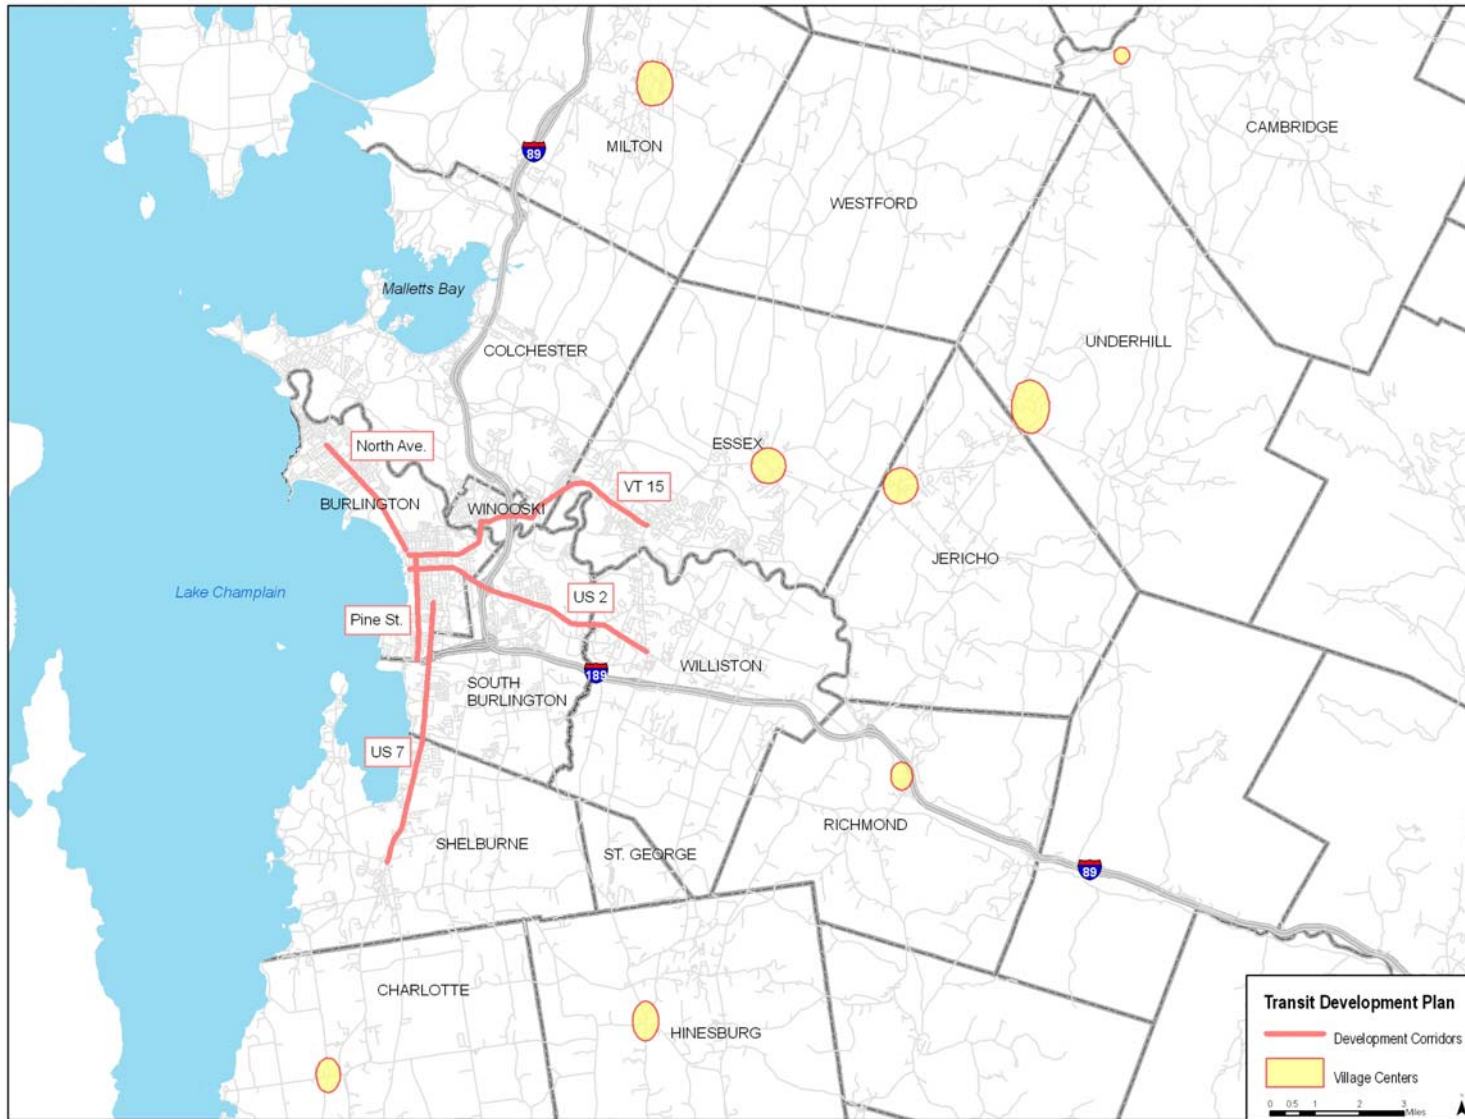 89
MILTON
CAMBRIDGE
WESTFORD
Malletts Bay
COLCHESTER
UNDERHILL
North Ave.
ESSEX
VT 15
BURLINGTON
WINOOSKI
JERICHO
Lake Champlain
US 2
Pine St.
WILLISTON
189
SOUTH
BURLINGTON
US 7
RICHMOND
SHELBURNE
ST. GEORGE
89
CHARLOTTE
HINESBURG
Transit Development Plan
Development Corridors
Village Centers
0 0.5 1 2 3
Miles